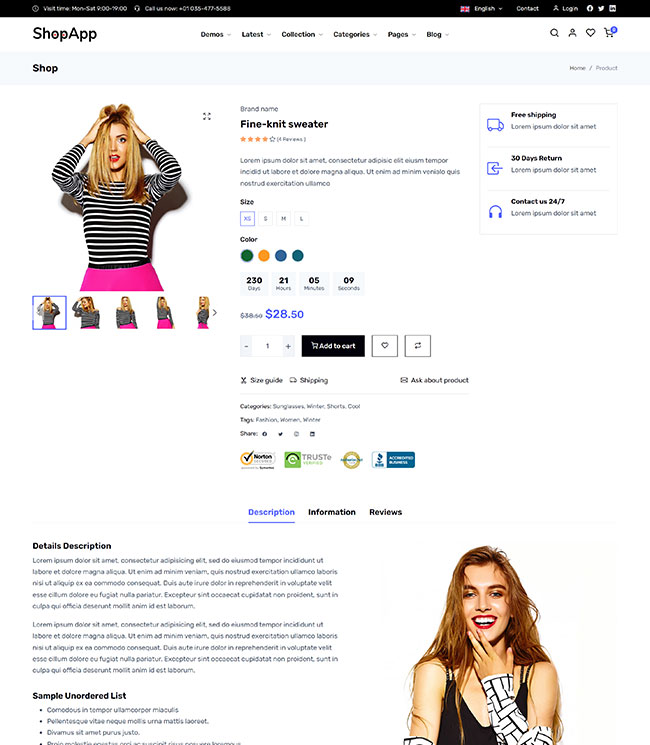 Visit time: Mon-Sat 9:00-19:00 Call us now: +01 035-477-5588 English Contact Login
ShopApp Demos Latest Collection Categories Pages Blog
Shop Home / Product
Brand name
Fine-knit sweater
(4 Reviews)
Lorem ipsum dolor sit amet, consectetur adipisic elit eiusm tempor
incidid ut labore et dolore magna aliqua. Ut enim ad minim venialo quis
nostrud exercitation ullamco
Size
XS S M L
Color
230 21 05 09
Days Hours Minutes Seconds
$38.50 $28.50
- 1 + Add to cart
Size guide Shipping Ask about product
Categories: Sunglasses, Winter, Shorts, Cool
Tags: Fashion, Women, Winter
Share:
Norton
SECURED
TRUSTe
VERIFIED
BBB
ACCREDITED
BUSINESS
Free shipping
Lorem ipsum dolor sit amet
30 Days Return
Lorem ipsum dolor sit amet
Contact us 24/7
Lorem ipsum dolor sit amet
Description Information Reviews
Details Description
Lorem ipsum dolor sit amet, consectetur adipisicing elit, sed do eiusmod tempor incididunt ut
labore et dolore magna aliqua. Ut enim ad minim veniam, quis nostrud exercitation ullamco laboris
nisi ut aliquip ex ea commodo consequat. Duis aute irure dolor in reprehenderit in voluptate velit
esse cillum dolore eu fugiat nulla pariatur. Excepteur sint occaecat cupidatat non proident, sunt in
culpa qui officia deserunt mollit anim id est laborum.
Lorem ipsum dolor sit amet, consectetur adipisicing elit, sed do eiusmod tempor incididunt ut
labore et dolore magna aliqua. Ut enim ad minim veniam, quis nostrud exercitation ullamco laboris
nisi ut aliquip ex ea commodo consequat. Duis aute irure dolor in reprehenderit in voluptate velit
esse cillum dolore eu fugiat nulla pariatur. Excepteur sint occaecat cupidatat non proident, sunt in
culpa qui officia deserunt mollit anim id est laborum.
Sample Unordered List
Comodous in tempor ullamcorper miaculis
Pellentesque vitae neque mollis urna mattis laoreet.
Divamus sit amet purus justo.
Proin molestie egestas orci ac suscipit risus posuere loremous